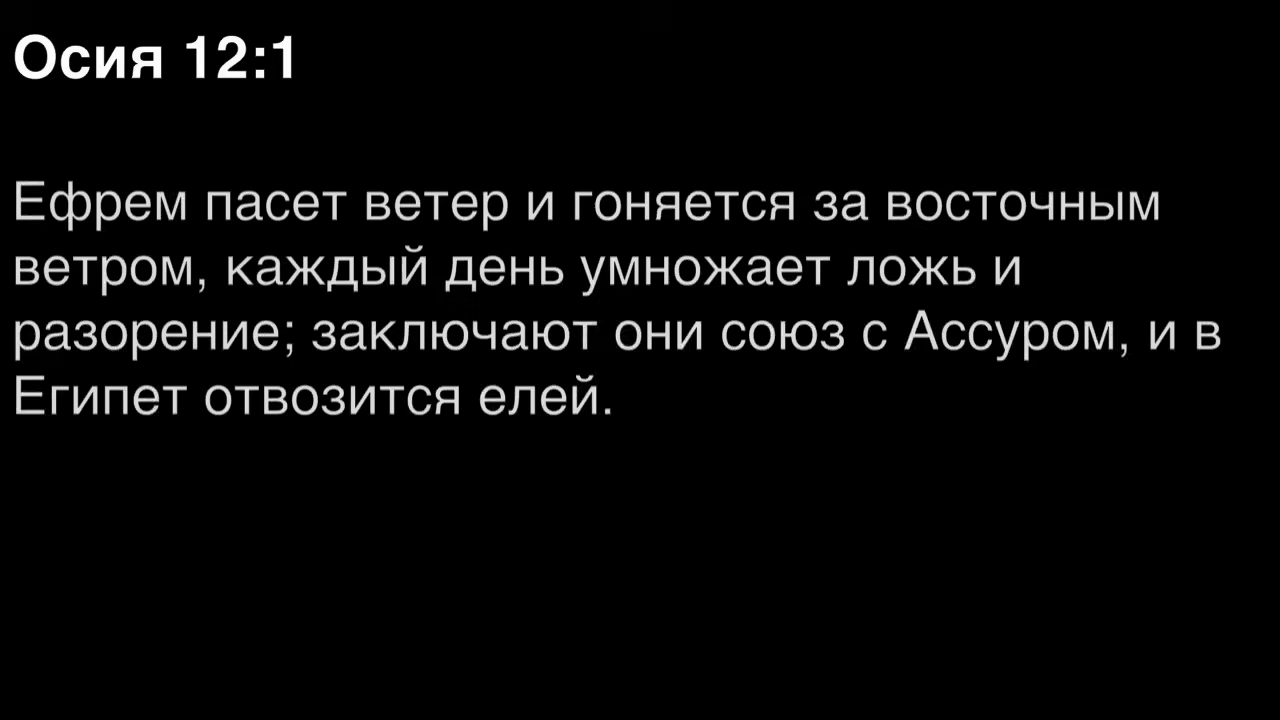 Осия 12:1
Ефрем пасет ветер и гоняется за восточным
ветром, каждый день умножает ложь и
разорение; заключают они союз с Ассуром, и в
Египет отвозится елей.